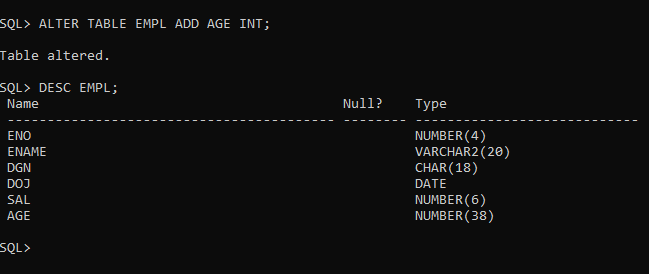 SQL> ALTER TABLE EMPL ADD AGE INT;
Table altered.
SQL> DESC EMPL;
Name                                      Null?    Type
----------------------------------------- -------- ----------------------------
ENO                                                NUMBER(4)
ENAME                                              VARCHAR2(20)
DGN                                                CHAR(18)
DOJ                                                DATE
SAL                                                NUMBER(6)
AGE                                                NUMBER(38)
SQL>